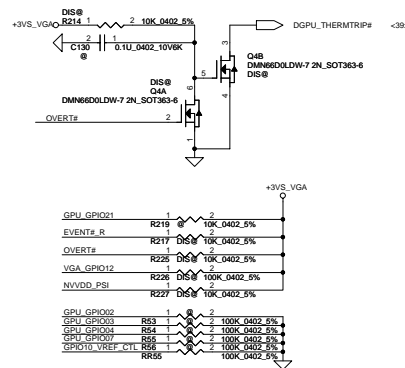 DIS@
+3VS_VGA R214 1 2 10K_0402_5%
2 1
C130 0.1U_0402_10V6K
@
DGPU_THERMTRIP# <39
3
5
Q4B
DMN66D0LDW-7 2N_SOT363-6
DIS@
4
DIS@
Q4A
DMN66D0LDW-7 2N_SOT363-6
6
OVERT# 2
1
+3VS_VGA
GPU_GPIO21 1 2
R219 @ 10K_0402_5%
EVENT#_R 1 2
R217 DIS@ 10K_0402_5%
OVERT# 1 2
R225 DIS@ 10K_0402_5%
VGA_GPIO12 1 2
R226 DIS@ 100K_0402_5%
NVVDD_PSI 1 2
R227 DIS@ 10K_0402_5%
GPU_GPIO02 1 @ 2
GPU_GPIO03 R53 1 @ 2 100K_0402_5%
GPU_GPIO04 R54 1 @ 2 100K_0402_5%
GPU_GPIO07 R55 1 @ 2 100K_0402_5%
GPIO10_VREF_CTL R56 1 @ 2 100K_0402_5%
RR55 100K_0402_5%